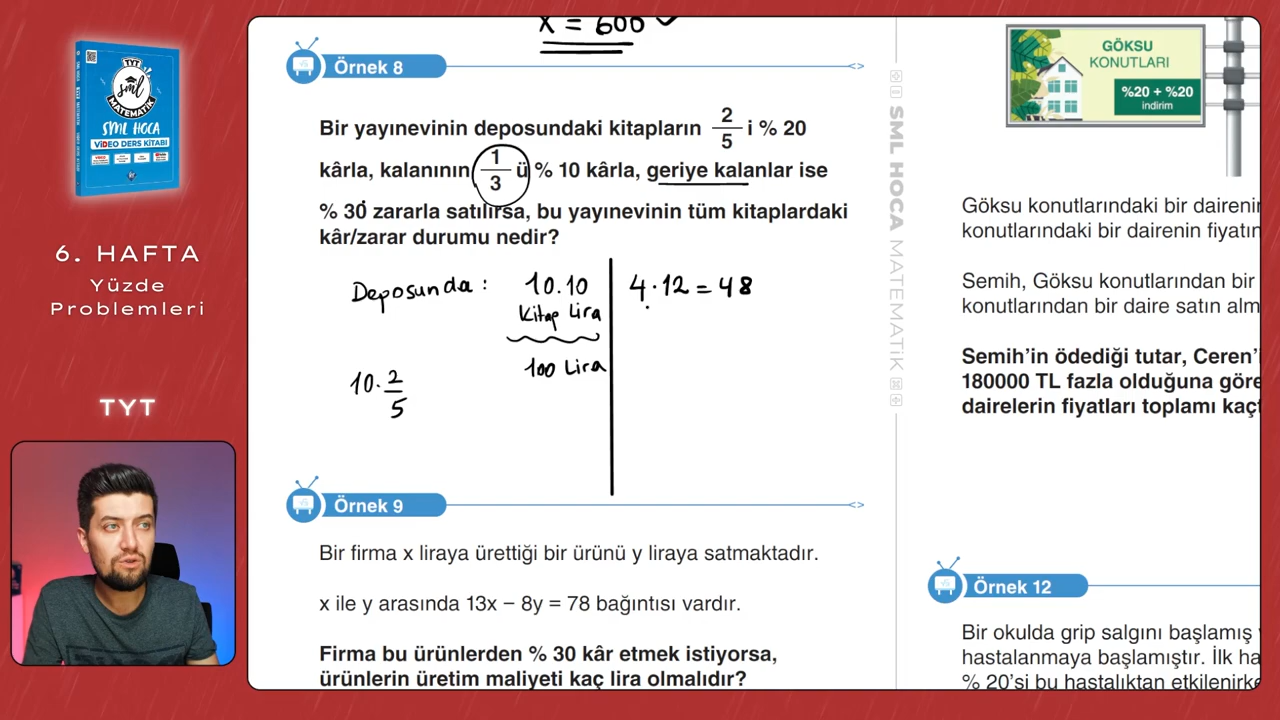 TYT
sml
MATEMATİK
SML HOCA
VİDEO DERS KİTABI
6. HAFTA
Yüzde
Problemleri
TYT
x = 600
Örnek 8
Bir yayınevinin deposundaki kitapların 2/5 i % 20
kârla, kalanının 1/3 ü % 10 kârla, geriye kalanlar ise
% 30 zararla satılırsa, bu yayınevinin tüm kitaplardaki
kâr/zarar durumu nedir?
Deposunda : 10.10
Kitap Lira
100 Lira
10. 2/5
4.12 = 48
Örnek 9
Bir firma x liraya ürettiği bir ürünü y liraya satmaktadır.
x ile y arasında 13x − 8y = 78 bağıntısı vardır.
Firma bu ürünlerden % 30 kâr etmek istiyorsa,
ürünlerin üretim maliyeti kaç lira olmalıdır?
SML HOCA MATEMATİK
GÖKSU
KONUTLARI
%20 + %20
indirim
Göksu konutlarındaki bir dairenin
konutlarındaki bir dairenin fiyatın
Semih, Göksu konutlarından bir
konutlarından bir daire satın alm
Semih'in ödediği tutar, Ceren'
180000 TL fazla olduğuna göre
dairelerin fiyatları toplamı kaç
Örnek 12
Bir okulda grip salgını başlamış
hastalanmaya başlamıştır. İlk ha
% 20'si bu hastalıktan etkilenirke